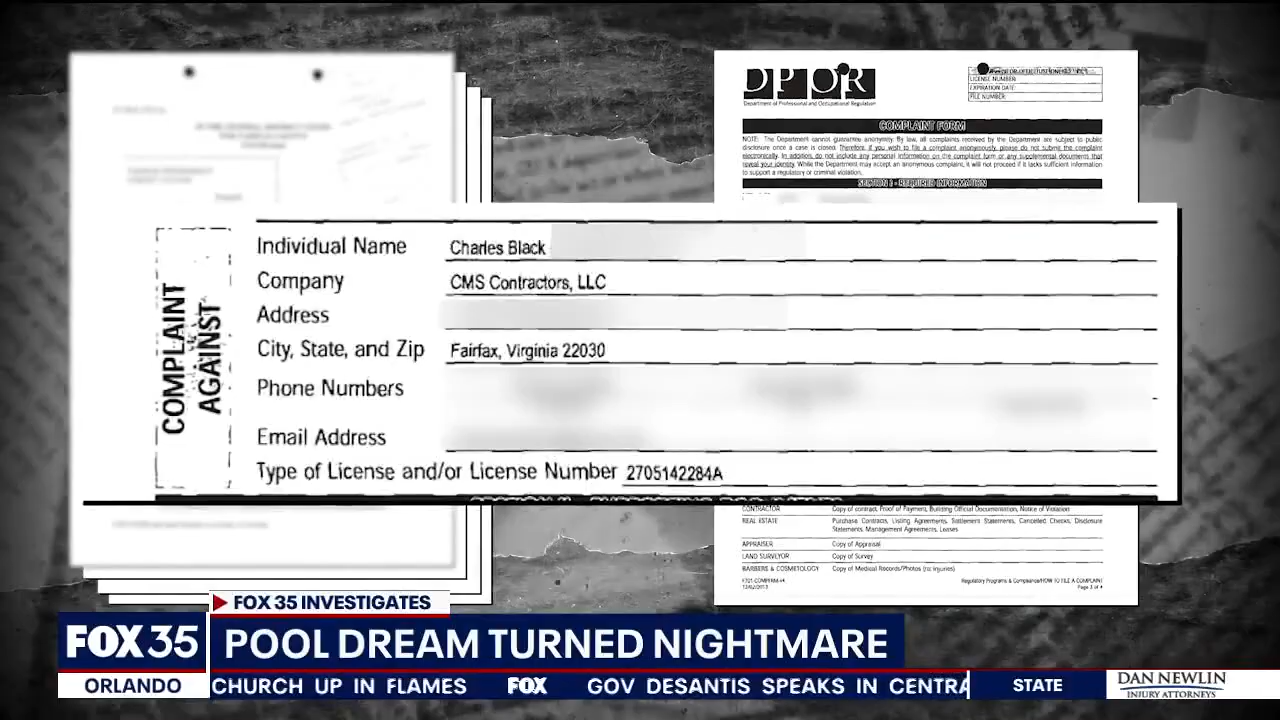 DPOR
Department of Professional and Occupational Regulation
LICENSE NUMBER:
EXPIRATION DATE:
FILE NUMBER:
COMPLAINT FORM
NOTE: The Department cannot guarantee anonymity. By law, all complaints received by the Department are subject to public
disclosure once a case is closed. Therefore, if you wish to file a complaint anonymously, please do not submit the complaint
electronically. In addition, do not include any personal information on the complaint form or any supplemental documents that
reveal your identity. While the Department may accept an anonymous complaint, it will not proceed if it lacks sufficient information
to support a regulatory or criminal violation.
SECTION I - REQUIRED INFORMATION
COMPLAINT
AGAINST
Individual Name Charles Black
Company CMS Contractors, LLC
Address
City, State, and Zip Fairfax, Virginia 22030
Phone Numbers
Email Address
Type of License and/or License Number 2705142284A
CONTRACTOR Copy of contract, Proof of Payment, Building Official Documentation, Notice of Violation
REAL ESTATE Purchase Contracts, Listing Agreements, Settlement Statements, Cancelled Checks, Disclosure
Statements, Management Agreements, Leases
APPRAISER Copy of Appraisal
LAND SURVEYOR Copy of Survey
BARBERS & COSMETOLOGY Copy of Medical Records/Photos (re: injuries)
Regulatory Programs & Compliance/HOW TO FILE A COMPLAINT
FOX 35 INVESTIGATES
FOX 35
POOL DREAM TURNED NIGHTMARE
ORLANDO
CHURCH UP IN FLAMES FOX GOV DESANTIS SPEAKS IN CENTRA
STATE
DAN NEWLIN
INJURY ATTORNEYS